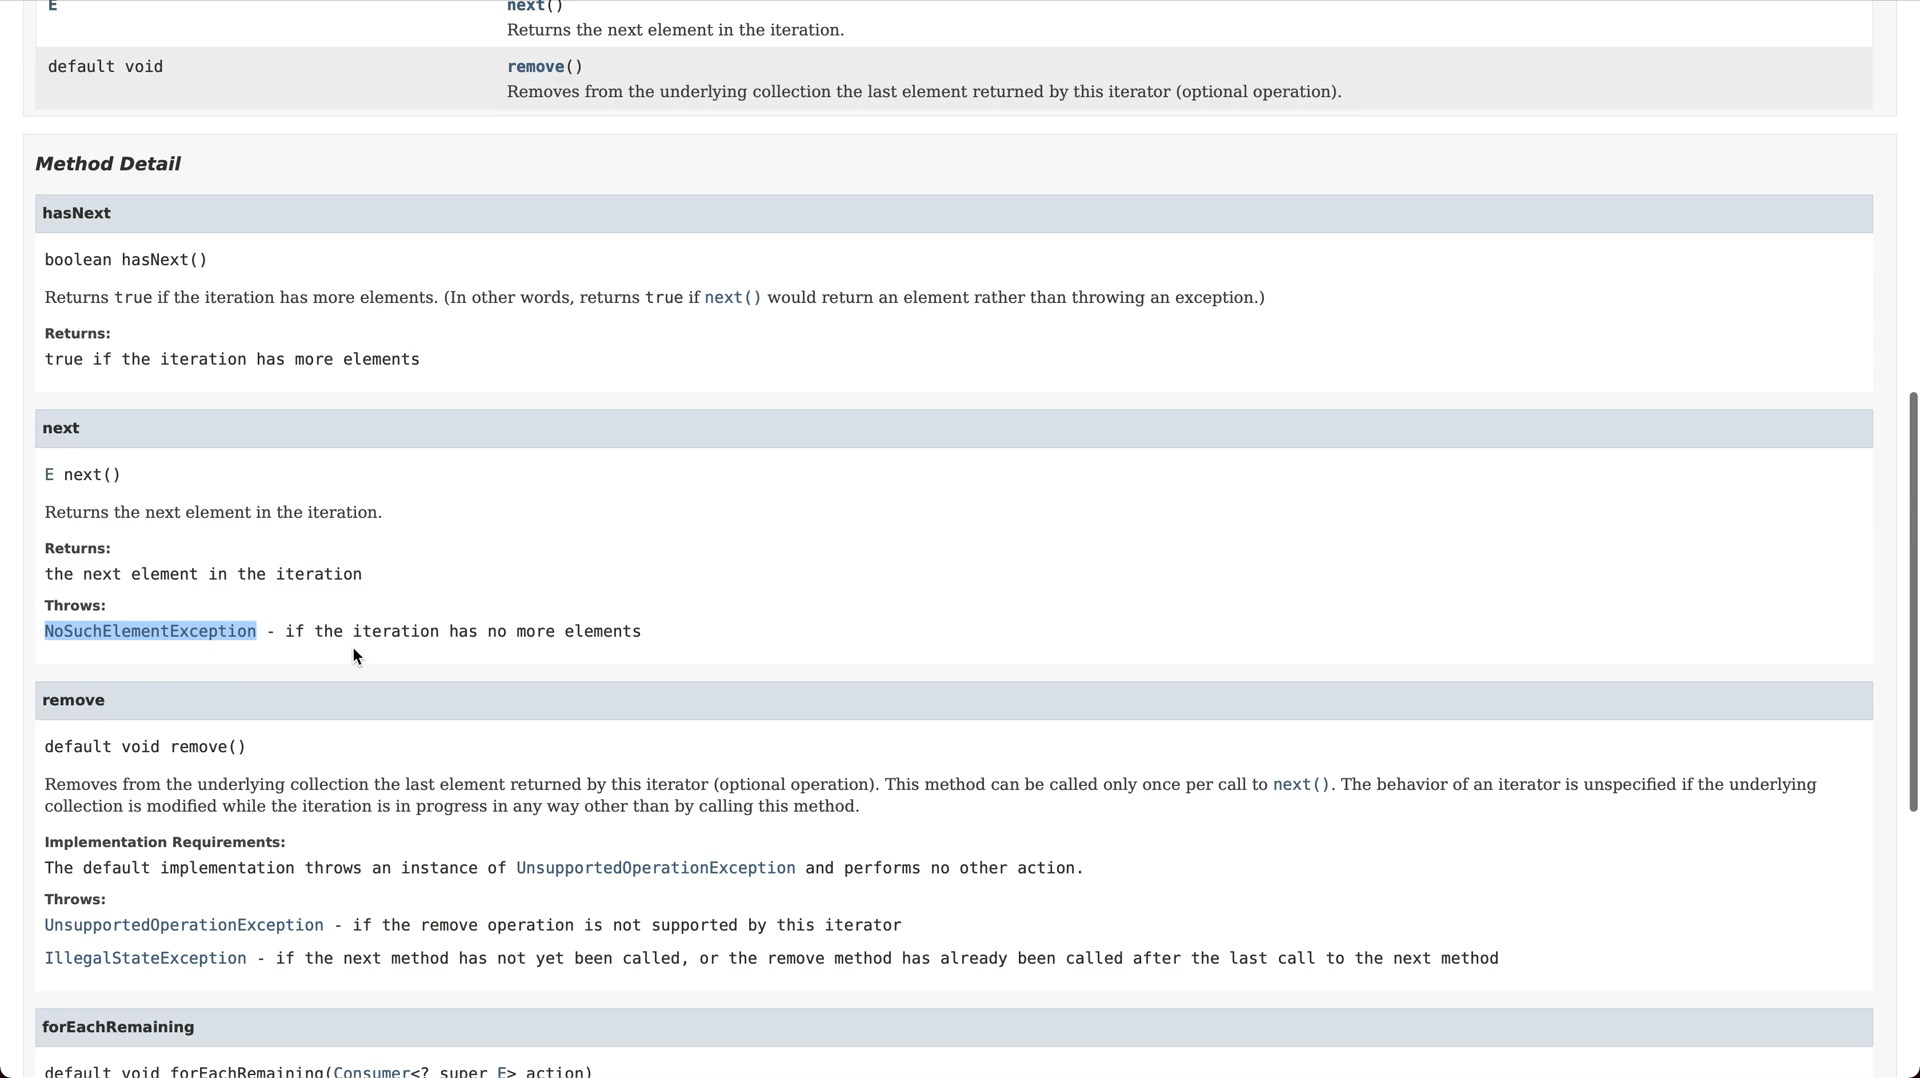 E next()
Returns the next element in the iteration.
default void remove()
Removes from the underlying collection the last element returned by this iterator (optional operation).
Method Detail
hasNext
boolean hasNext()
Returns true if the iteration has more elements. (In other words, returns true if next() would return an element rather than throwing an exception.)
Returns:
true if the iteration has more elements
next
E next()
Returns the next element in the iteration.
Returns:
the next element in the iteration
Throws:
NoSuchElementException - if the iteration has no more elements
remove
default void remove()
Removes from the underlying collection the last element returned by this iterator (optional operation). This method can be called only once per call to next(). The behavior of an iterator is unspecified if the underlying
collection is modified while the iteration is in progress in any way other than by calling this method.
Implementation Requirements:
The default implementation throws an instance of UnsupportedOperationException and performs no other action.
Throws:
UnsupportedOperationException - if the remove operation is not supported by this iterator
IllegalStateException - if the next method has not yet been called, or the remove method has already been called after the last call to the next method
forEachRemaining
default void forEachRemaining(Consumer<? super E> action)